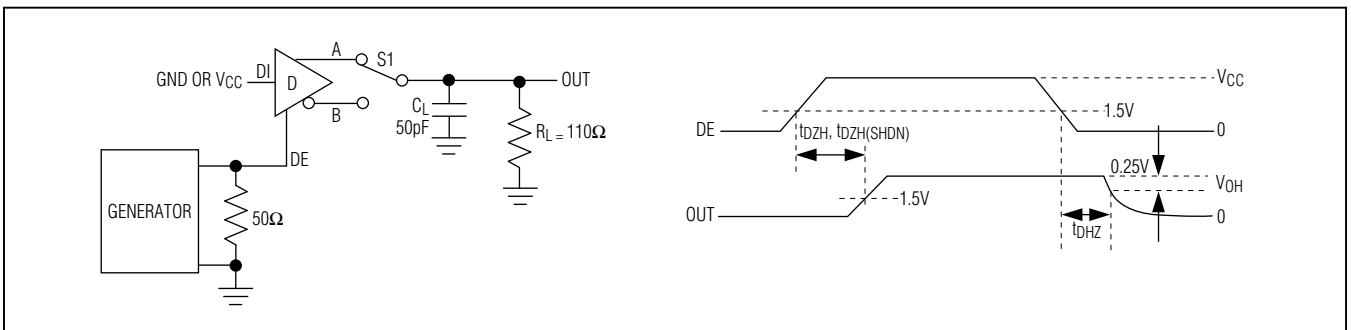 A
S1
GND OR VCC
DI
D
OUT
B
CL
50pF
RL = 110Ω
DE
GENERATOR
50Ω
VCC
1.5V
DE
0
tDZH, tDZH(SHDN)
0.25V
VOH
1.5V
OUT
0
tDHZ